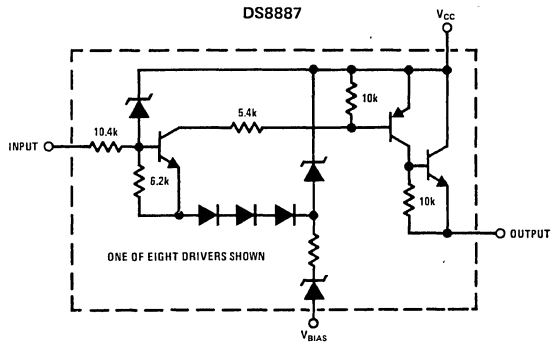 DS8887
VCC
10k
5.4k
10.4k
INPUT
6.2k
10k
OUTPUT
ONE OF EIGHT DRIVERS SHOWN
VBIAS